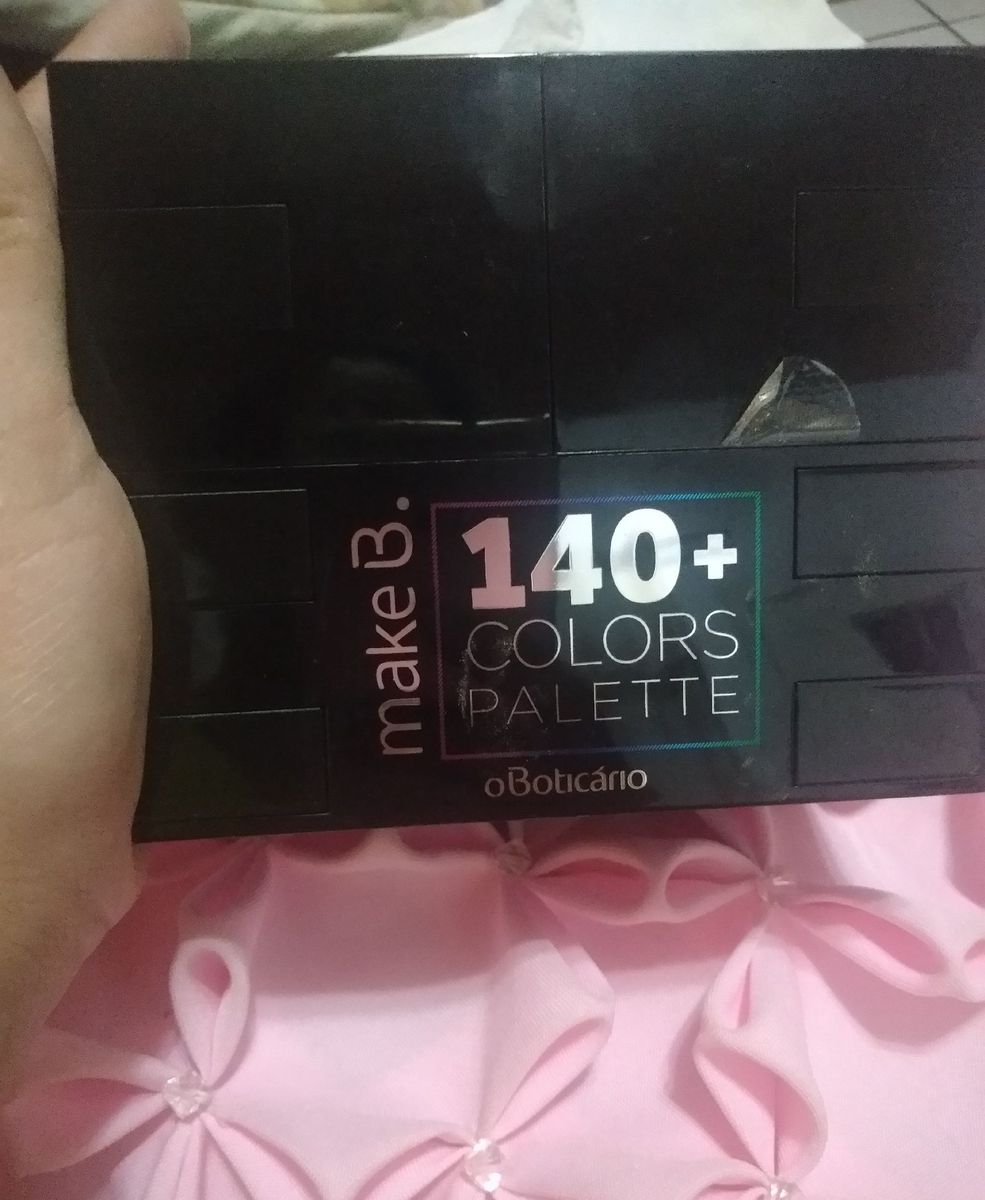 make B.
140+
COLORS
PALETTE
oBoticário